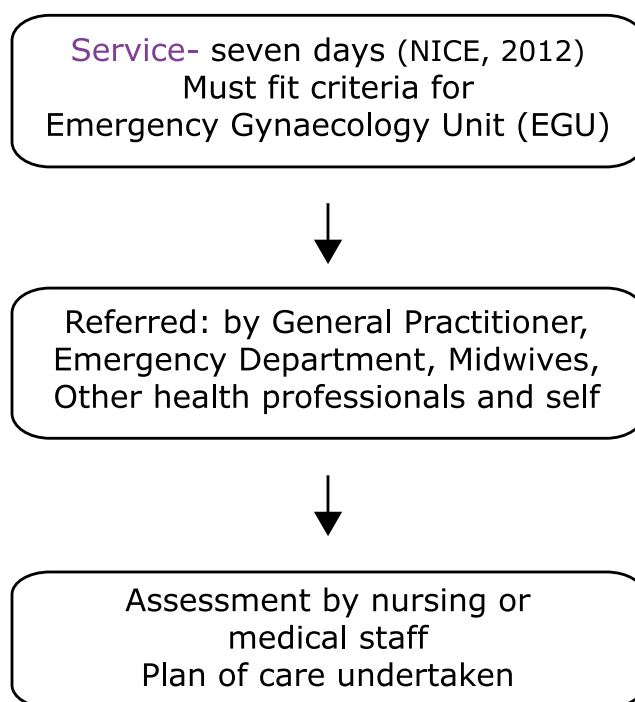 Service- seven days (NICE, 2012)
Must fit criteria for
Emergency Gynaecology Unit (EGU)
Referred: by General Practitioner,
Emergency Department, Midwives,
Other health professionals and self
Assessment by nursing or
medical staff
Plan of care undertaken